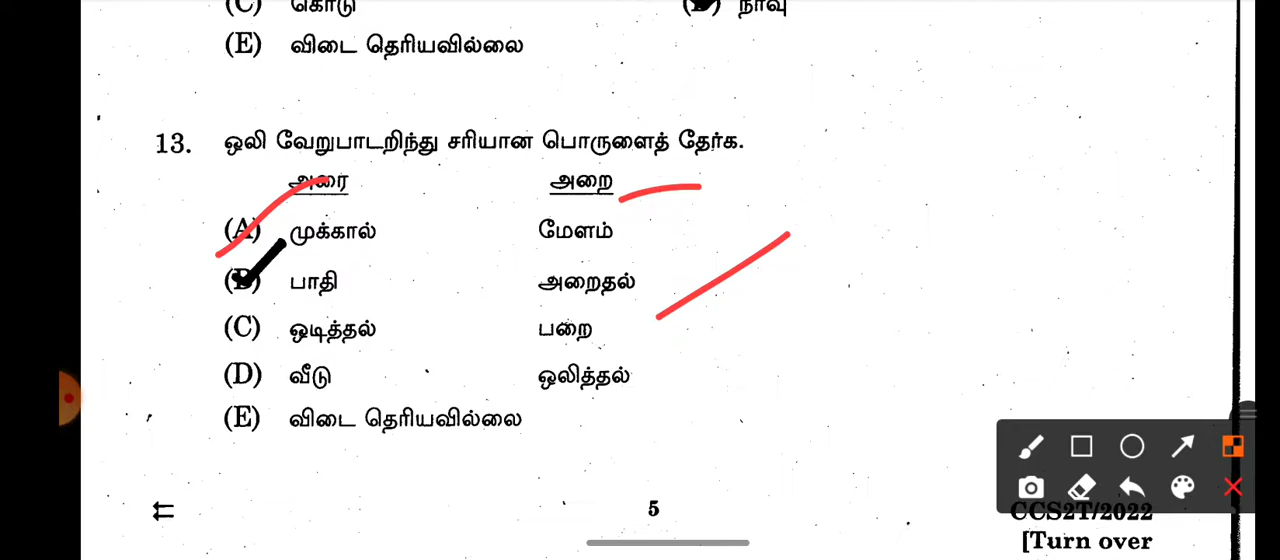 (C) கொடு (D) நாவு
(E) விடை தெரியவில்லை
13. ஒலி வேறுபாடறிந்து சரியான பொருளைத் தேர்க.
அரை அறை
(A) முக்கால் மேளம்
(B) பாதி அறைதல்
(C) ஒடித்தல் பறை
(D) வீடு ஒலித்தல்
(E) விடை தெரியவில்லை
5
CCS2T/2022
[Turn over